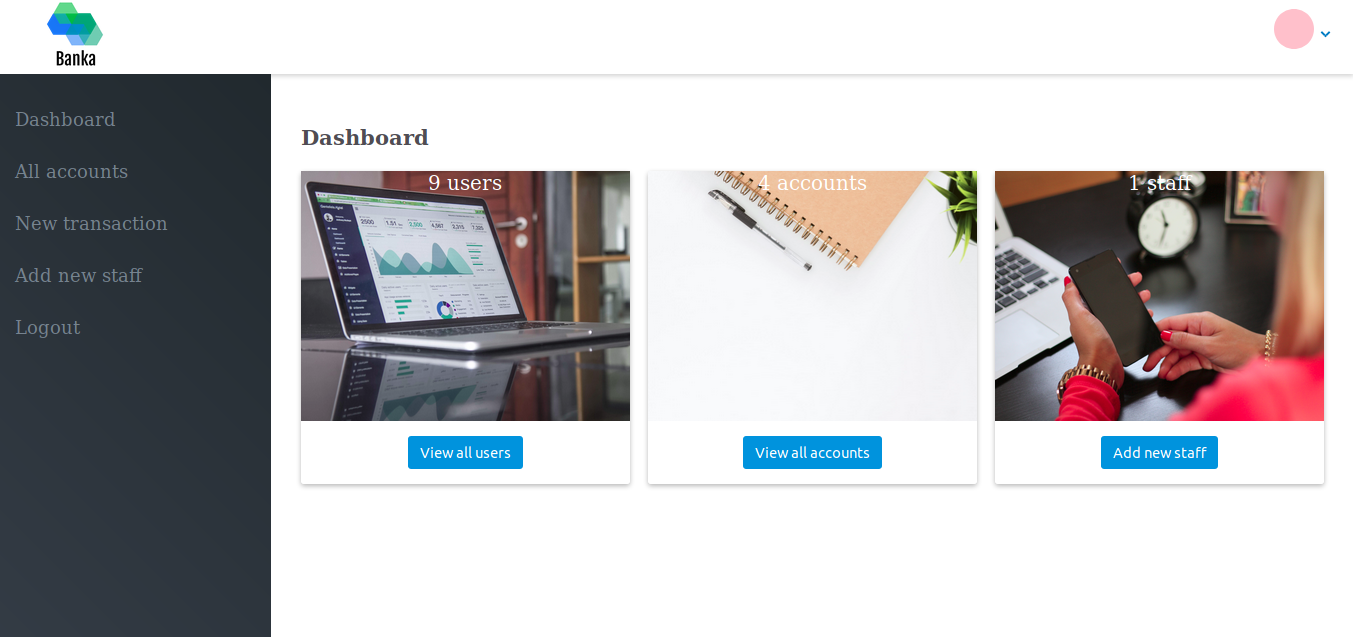 Banka
Dashboard
All accounts
New transaction
Add new staff
Logout
Dashboard
9 users
4 accounts
1 staff
View all users
View all accounts
Add new staff